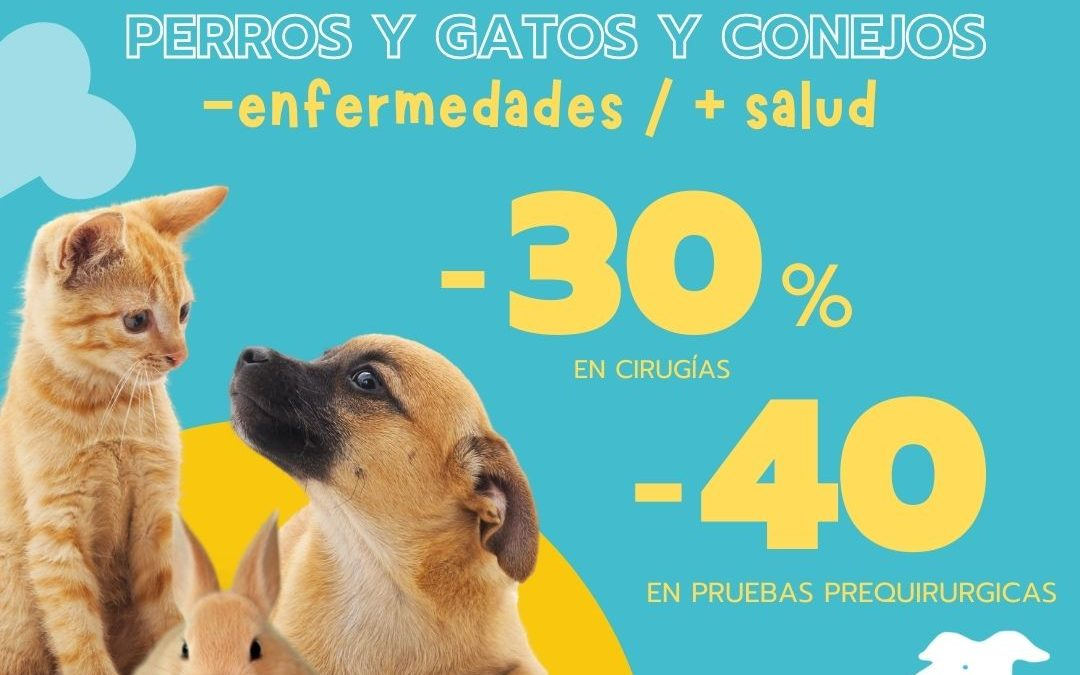 PERROS Y GATOS Y CONEJOS
-enfermedades / + salud
-30 %
EN CIRUGÍAS
-40
EN PRUEBAS PREQUIRURGICAS